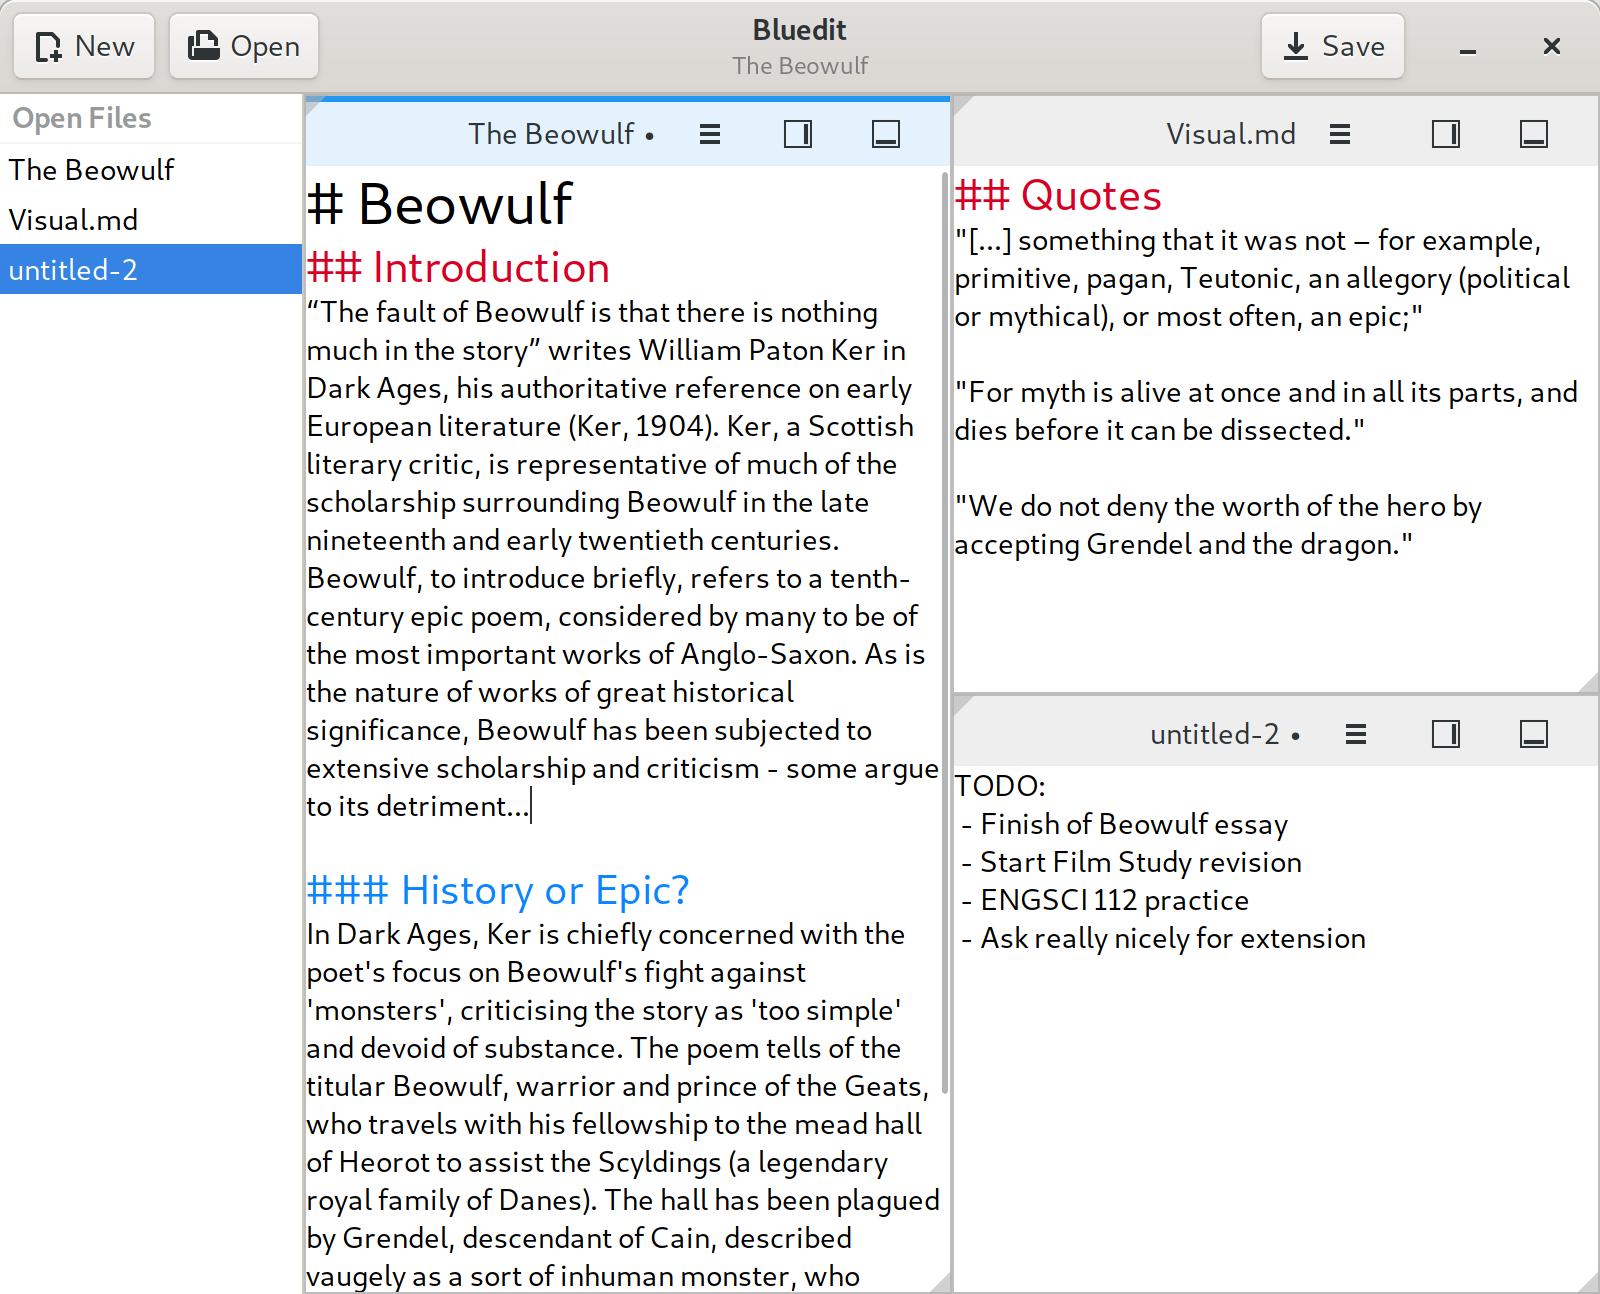 New
Open
Bluedit
The Beowulf
Save
Open Files
The Beowulf
Visual.md
untitled-2
The Beowulf •
# Beowulf
## Introduction
“The fault of Beowulf is that there is nothing
much in the story” writes William Paton Ker in
Dark Ages, his authoritative reference on early
European literature (Ker, 1904). Ker, a Scottish
literary critic, is representative of much of the
scholarship surrounding Beowulf in the late
nineteenth and early twentieth centuries.
Beowulf, to introduce briefly, refers to a tenth-
century epic poem, considered by many to be of
the most important works of Anglo-Saxon. As is
the nature of works of great historical
significance, Beowulf has been subjected to
extensive scholarship and criticism - some argue
to its detriment...
### History or Epic?
In Dark Ages, Ker is chiefly concerned with the
poet's focus on Beowulf's fight against
'monsters', criticising the story as 'too simple'
and devoid of substance. The poem tells of the
titular Beowulf, warrior and prince of the Geats,
who travels with his fellowship to the mead hall
of Heorot to assist the Scyldings (a legendary
royal family of Danes). The hall has been plagued
by Grendel, descendant of Cain, described
vaugely as a sort of inhuman monster, who
Visual.md
## Quotes
"[...] something that it was not – for example,
primitive, pagan, Teutonic, an allegory (political
or mythical), or most often, an epic;"
"For myth is alive at once and in all its parts, and
dies before it can be dissected."
"We do not deny the worth of the hero by
accepting Grendel and the dragon."
untitled-2 •
TODO:
- Finish of Beowulf essay
- Start Film Study revision
- ENGSCI 112 practice
- Ask really nicely for extension